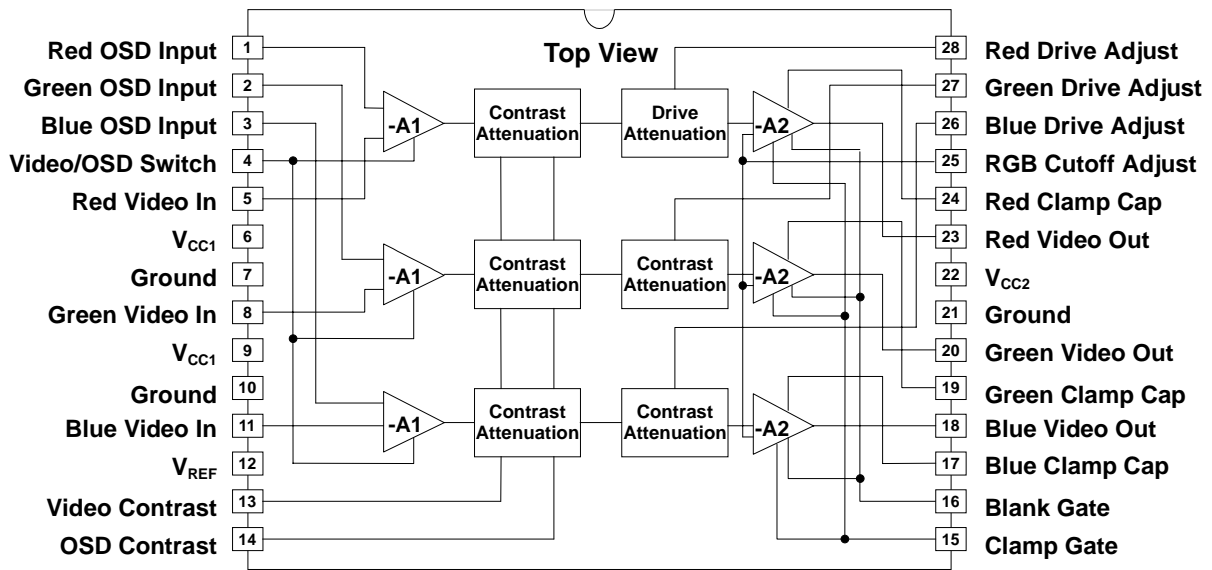 Top View
Red OSD Input 1
Green OSD Input 2
Blue OSD Input 3
Video/OSD Switch 4
Red Video In 5
VCC1 6
Ground 7
Green Video In 8
VCC1 9
Ground 10
Blue Video In 11
VREF 12
Video Contrast 13
OSD Contrast 14
-A1
Contrast
Attenuation
Drive
Attenuation
-A2
-A1
Contrast
Attenuation
Contrast
Attenuation
-A2
-A1
Contrast
Attenuation
Contrast
Attenuation
-A2
28 Red Drive Adjust
27 Green Drive Adjust
26 Blue Drive Adjust
25 RGB Cutoff Adjust
24 Red Clamp Cap
23 Red Video Out
22 VCC2
21 Ground
20 Green Video Out
19 Green Clamp Cap
18 Blue Video Out
17 Blue Clamp Cap
16 Blank Gate
15 Clamp Gate